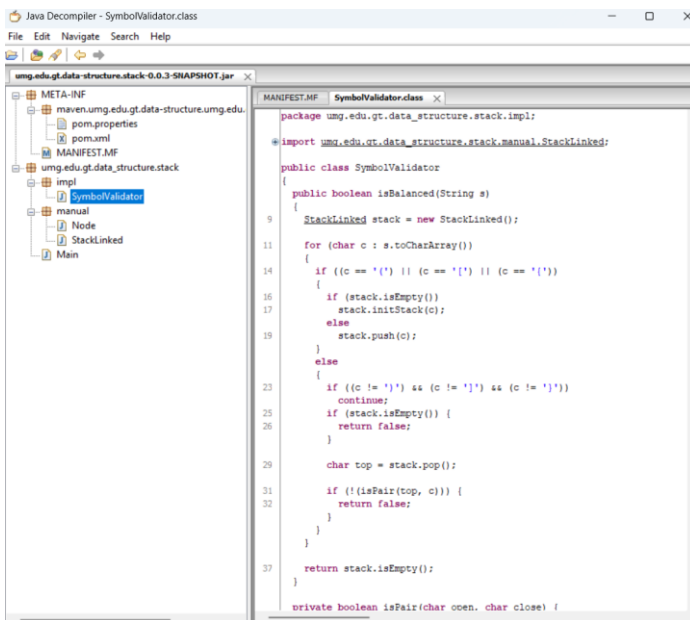 Java Decompiler - SymbolValidator.class
File Edit Navigate Search Help
umg.edu.gt.data-structure.stack-0.0.3-SNAPSHOT.jar
META-INF
maven.umg.edu.gt.data-structure.umg.edu.
pom.properties
pom.xml
MANIFEST.MF
umg.edu.gt.data_structure.stack
impl
SymbolValidator
manual
Node
StackLinked
Main
MANIFEST.MF SymbolValidator.class
package umg.edu.gt.data_structure.stack.impl;
import umg.edu.gt.data_structure.stack.manual.StackLinked;
public class SymbolValidator
{
public boolean isBalanced(String s)
{
9 StackLinked stack = new StackLinked();
11 for (char c : s.toCharArray())
{
14 if ((c == '(') || (c == '[') || (c == '{'))
{
16 if (stack.isEmpty())
17 stack.initStack(c);
else
19 stack.push(c);
}
else
{
23 if ((c != ')') && (c != ']') && (c != '}'))
continue;
25 if (stack.isEmpty()) {
26 return false;
}
29 char top = stack.pop();
31 if (!(isPair(top, c))) {
32 return false;
}
}
}
37 return stack.isEmpty();
}
private boolean isPair(char open, char close) {